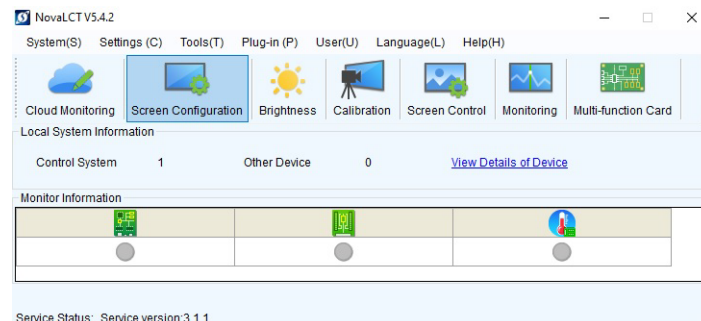 NovaLCT V5.4.2
System(S) Settings (C) Tools(T) Plug-in (P) User(U) Language(L) Help(H)
Cloud Monitoring Screen Configuration Brightness Calibration Screen Control Monitoring Multi-function Card
Local System Information
Control System 1 Other Device 0 View Details of Device
Monitor Information
Service Status: Service version:3.1.1